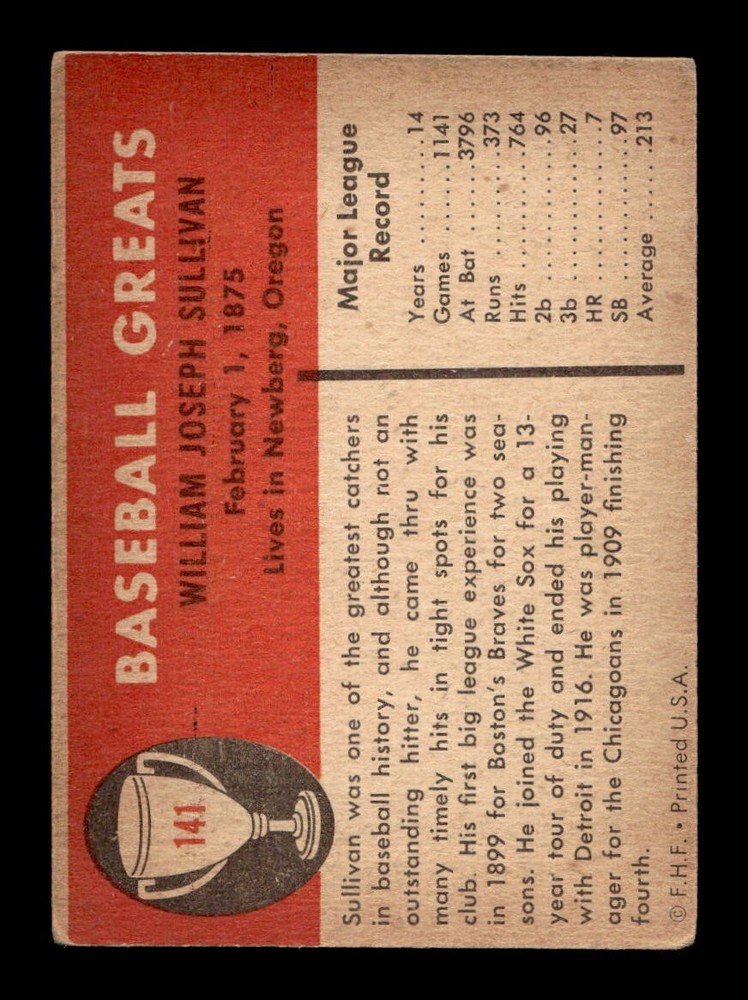 141
BASEBALL GREATS
WILLIAM JOSEPH SULLIVAN
February 1, 1875
Lives in Newberg, Oregon
Sullivan was one of the greatest catchers
in baseball history, and although not an
outstanding hitter, he came thru with
many timely hits in tight spots for his
club. His first big league experience was
in 1899 for Boston's Braves for two sea-
sons. He joined the White Sox for a 13-
year tour of duty and ended his playing
with Detroit in 1916. He was player-man-
ager for the Chicagoans in 1909 finishing
fourth.
Major League
Record
Years ........ 14
Games ........ 1141
At Bat ........ 3796
Runs ........ 373
Hits ........ 764
2b ........ 96
3b ........ 27
HR ........ 7
SB ........ 97
Average ........ .213
© F.H.F. • Printed U.S.A.